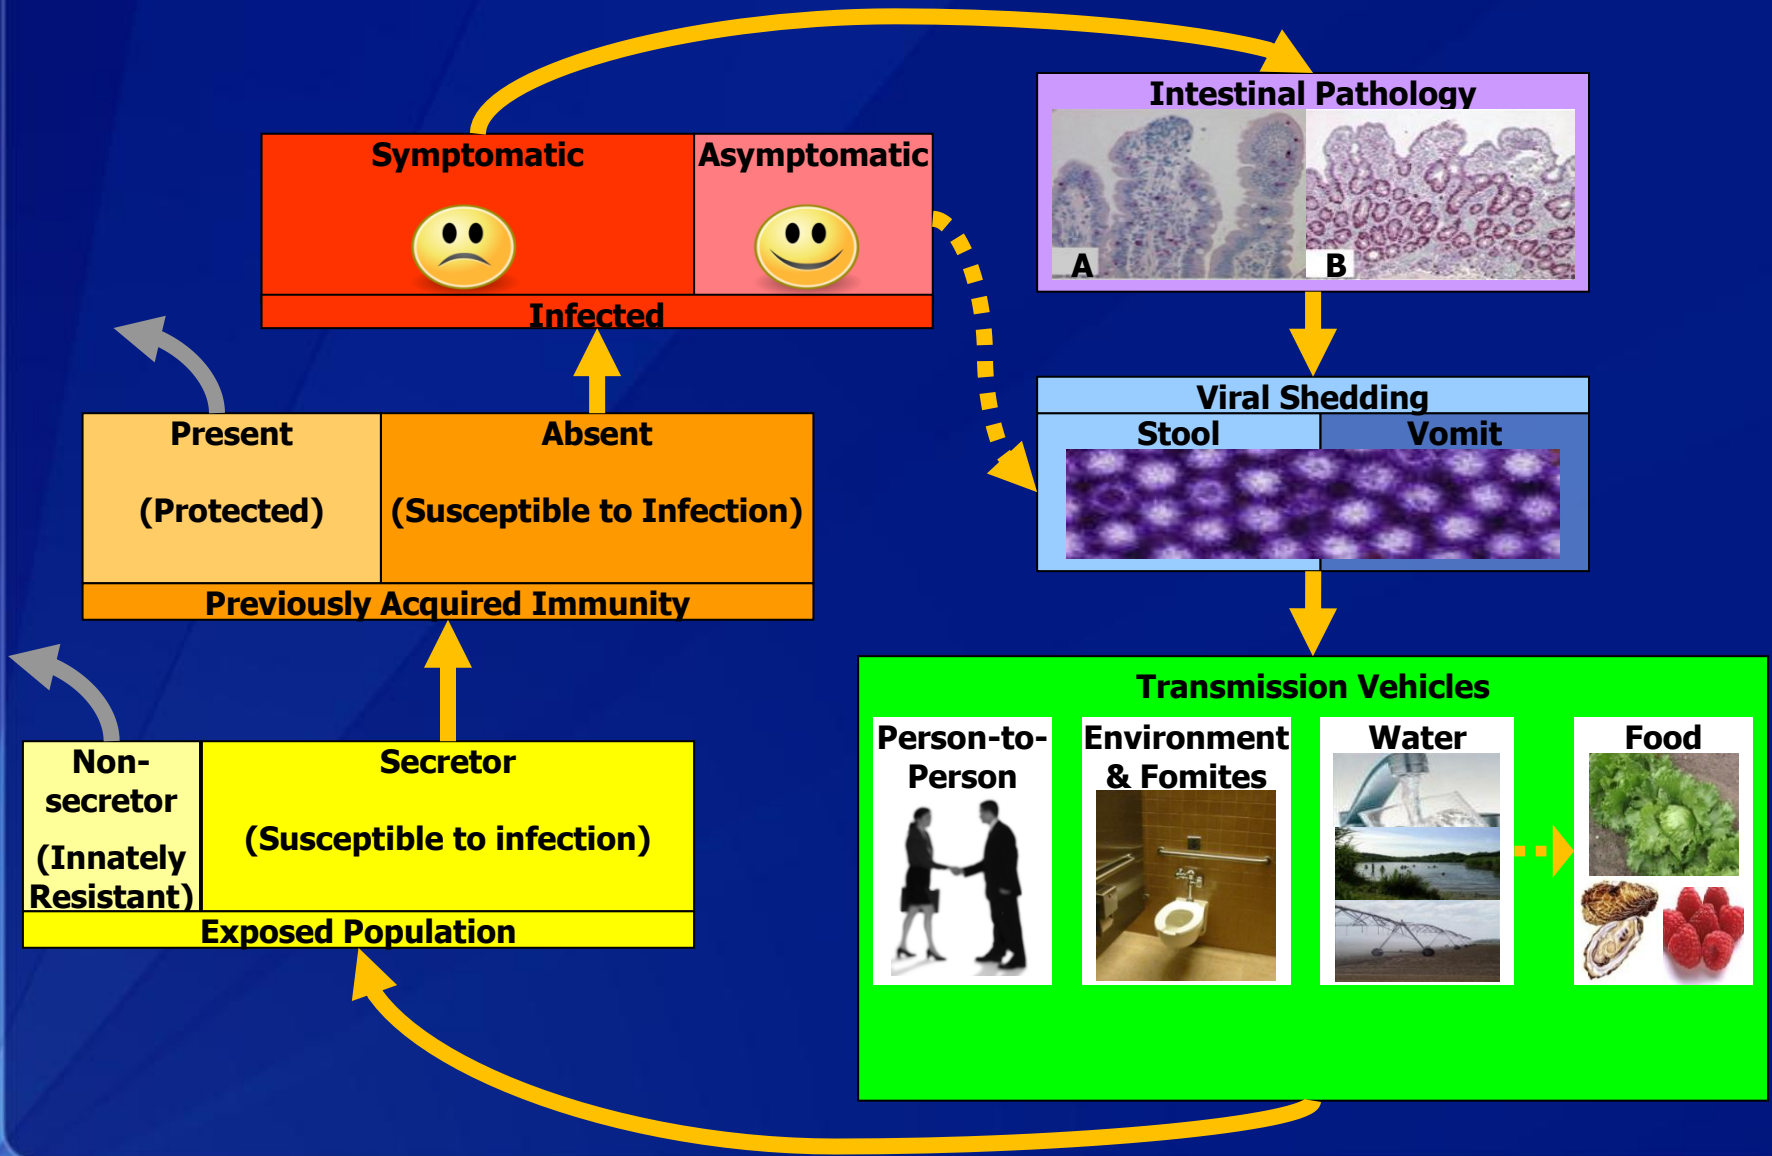 Intestinal Pathology
A
B
Symptomatic
Asymptomatic
Infected
Present
(Protected)
Absent
(Susceptible to Infection)
Previously Acquired Immunity
Viral Shedding
Stool
Vomit
Non-
secretor
(Innately
Resistant)
Secretor
(Susceptible to infection)
Exposed Population
Transmission Vehicles
Person-to-
Person
Environment
& Fomites
Water
Food